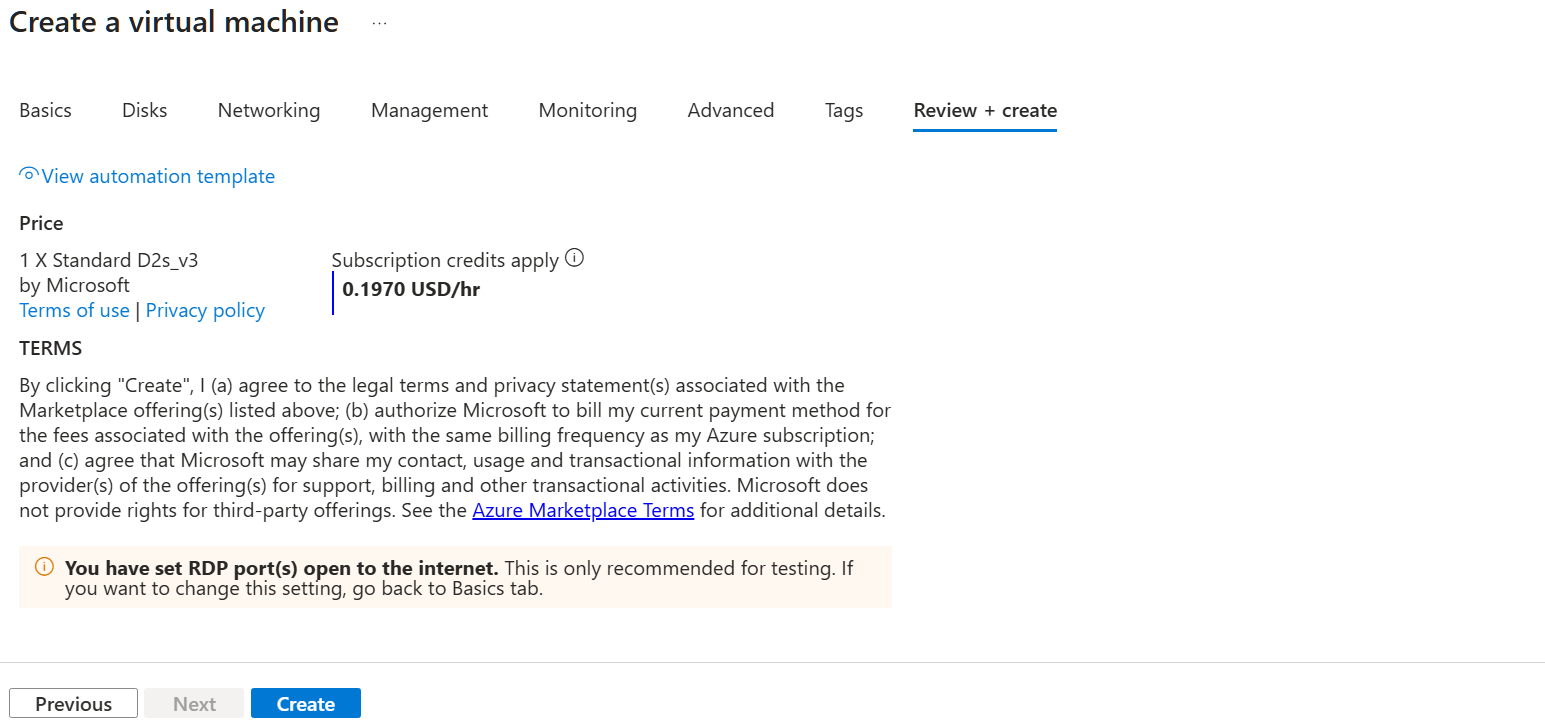 Create a virtual machine ...
Basics Disks Networking Management Monitoring Advanced Tags Review + create
View automation template
Price
1 X Standard D2s_v3
by Microsoft
Terms of use | Privacy policy
Subscription credits apply
0.1970 USD/hr
TERMS
By clicking "Create", I (a) agree to the legal terms and privacy statement(s) associated with the
Marketplace offering(s) listed above; (b) authorize Microsoft to bill my current payment method for
the fees associated with the offering(s), with the same billing frequency as my Azure subscription;
and (c) agree that Microsoft may share my contact, usage and transactional information with the
provider(s) of the offering(s) for support, billing and other transactional activities. Microsoft does
not provide rights for third-party offerings. See the Azure Marketplace Terms for additional details.
You have set RDP port(s) open to the internet. This is only recommended for testing. If
you want to change this setting, go back to Basics tab.
Previous Next Create